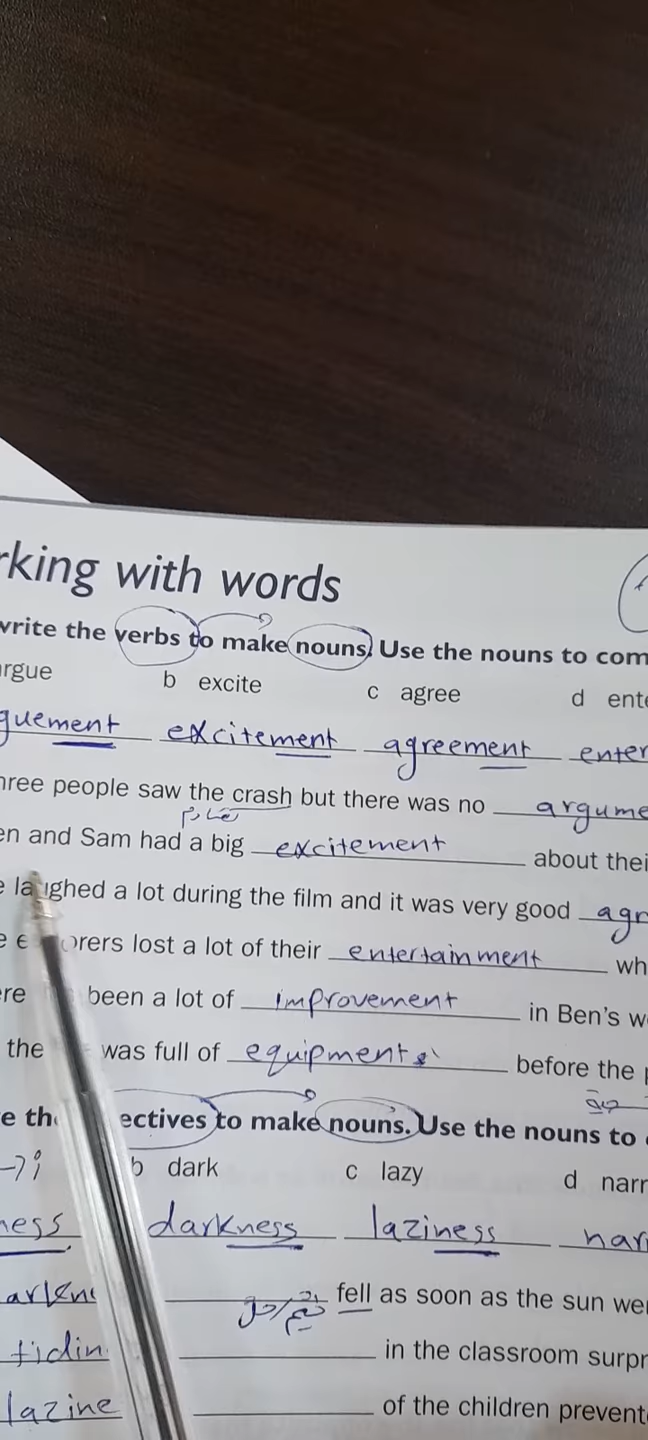 rking with words
write the verbs to make nouns. Use the nouns to com
rgue b excite c agree d ente
guement excitement agreement enter
hree people saw the crash but there was no argume
en and Sam had a big excitement about thei
e laughed a lot during the film and it was very good agr
e e orers lost a lot of their entertainment wh
ere been a lot of improvement in Ben's w
the was full of equipment before the p
e th ectives to make nouns. Use the nouns to
b dark c lazy d narr
ness darkness laziness nar
arkne fell as soon as the sun we
tidin in the classroom surpr
lazine of the children prevent